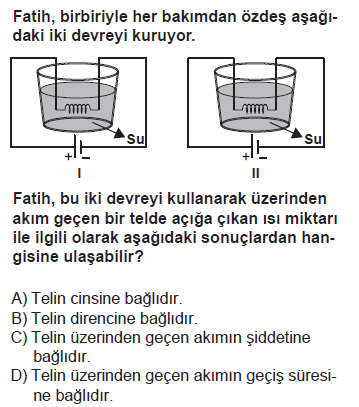 Fatih, birbiriyle her bakımdan özdeş aşağı-
daki iki devreyi kuruyor.
Su
Su
+ −
+ −
I
II
Fatih, bu iki devreyi kullanarak üzerinden
akım geçen bir telde açığa çıkan ısı miktarı
ile ilgili olarak aşağıdaki sonuçlardan han-
gisine ulaşabilir?
A) Telin cinsine bağlıdır.
B) Telin direncine bağlıdır.
C) Telin üzerinden geçen akımın şiddetine
bağlıdır.
D) Telin üzerinden geçen akımın geçiş süresi-
ne bağlıdır.